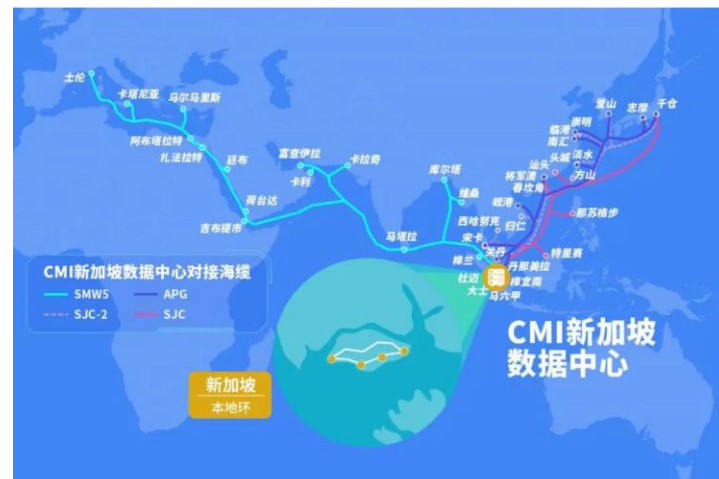 土伦
卡塔尼亚
马尔马里斯
阿布塔拉特
扎法拉特
廷布
荷台达
吉布提市
富查伊拉
卡利
卡拉奇
马塔拉
库尔塔
维桑
西哈努克
宋卡
关丹
樟兰
杜迈
大士
马六甲
樟宜南
丹那美拉
特里赛
那苏格步
归仁
岘港
春坎角
将军澳
汕头
头城
方山
淡水
南汇
临港
崇明
釜山
志摩
千仓
CMI新加坡数据中心对接海缆
SMW5
APG
SJC-2
SJC
新加坡
本地环
CMI新加坡
数据中心